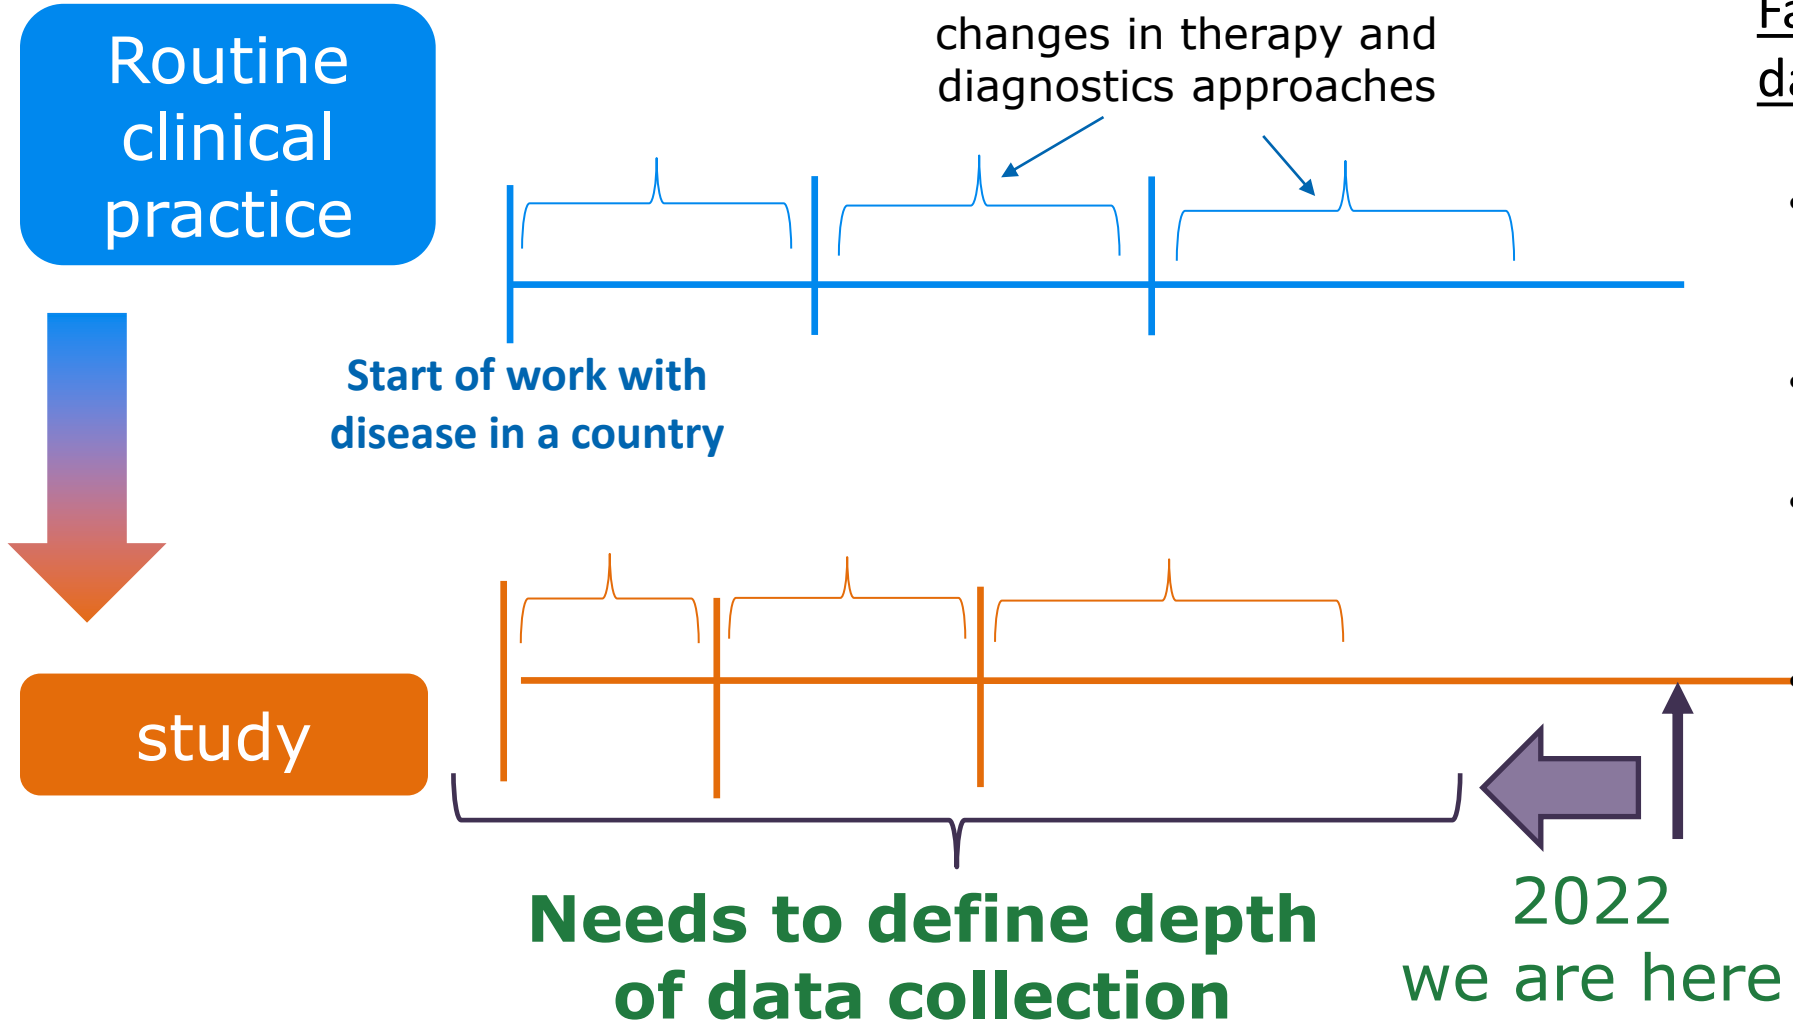 Routine
clinical
practice
changes in therapy and
diagnostics approaches
Start of work with
disease in a country
study
Needs to define depth
of data collection
2022
we are here